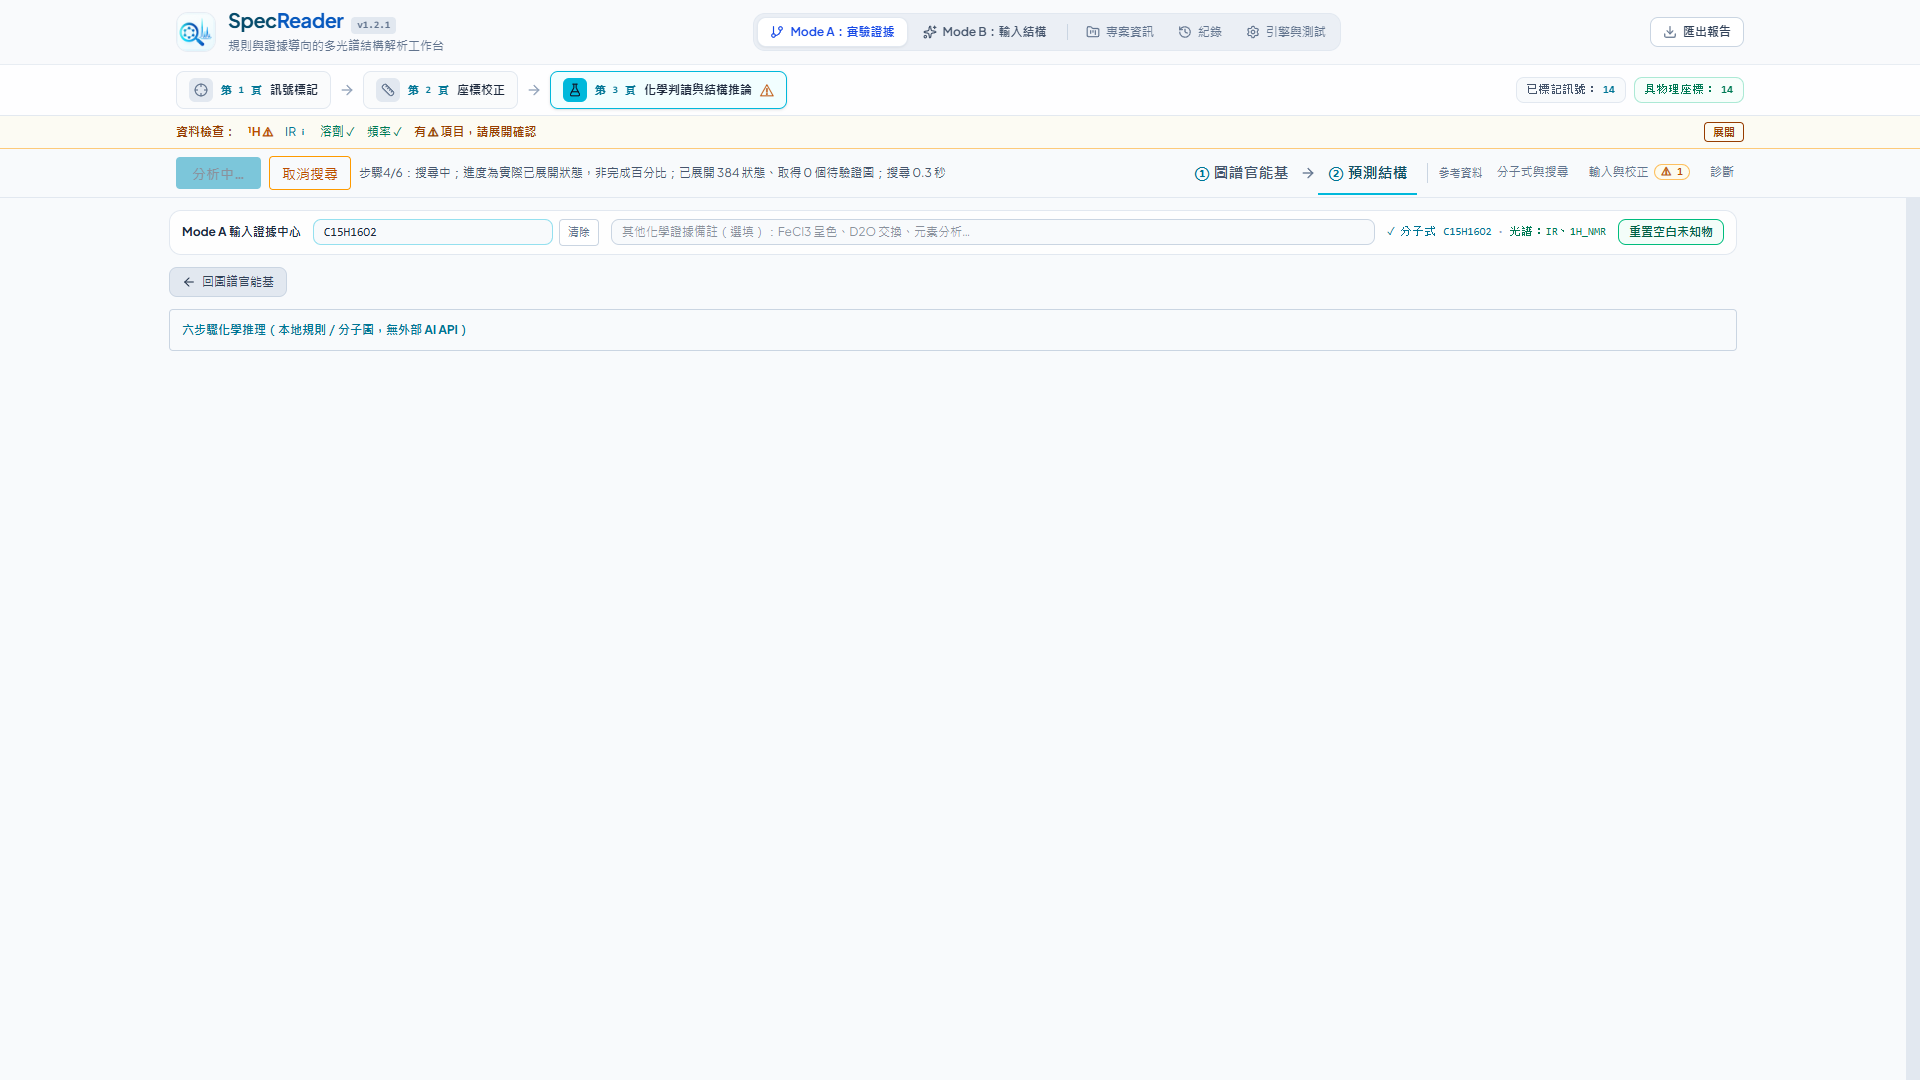 SpecReader v1.2.1
規則與證據導向的多光譜結構解析工作台
Mode A：實驗證據
Mode B：輸入結構
專案資訊
紀錄
引擎與測試
匯出報告
第 1 頁 訊號標記
第 2 頁 座標校正
第 3 頁 化學判讀與結構推論
已標記訊號： 14
具物理座標： 14
資料檢查： ¹H⚠ IR ℹ 溶劑✓ 頻率✓ 有⚠項目，請展開確認
展開
分析中…
取消搜尋
步驟4/6：搜尋中；進度為實際已展開狀態，非完成百分比；已展開 384 狀態、取得 0 個待驗證圖；搜尋 0.3 秒
① 圖譜官能基
② 預測結構
參考資料
分子式與搜尋
輸入與校正 ⚠ 1
診斷
Mode A 輸入證據中心
C15H16O2
清除
其他化學證據備註（選填）：FeCl3 呈色、D2O 交換、元素分析…
✓ 分子式 C15H16O2 · 光譜：IR、1H_NMR
重置空白未知物
回圖譜官能基
六步驟化學推理（本地規則 / 分子圖，無外部 AI API）